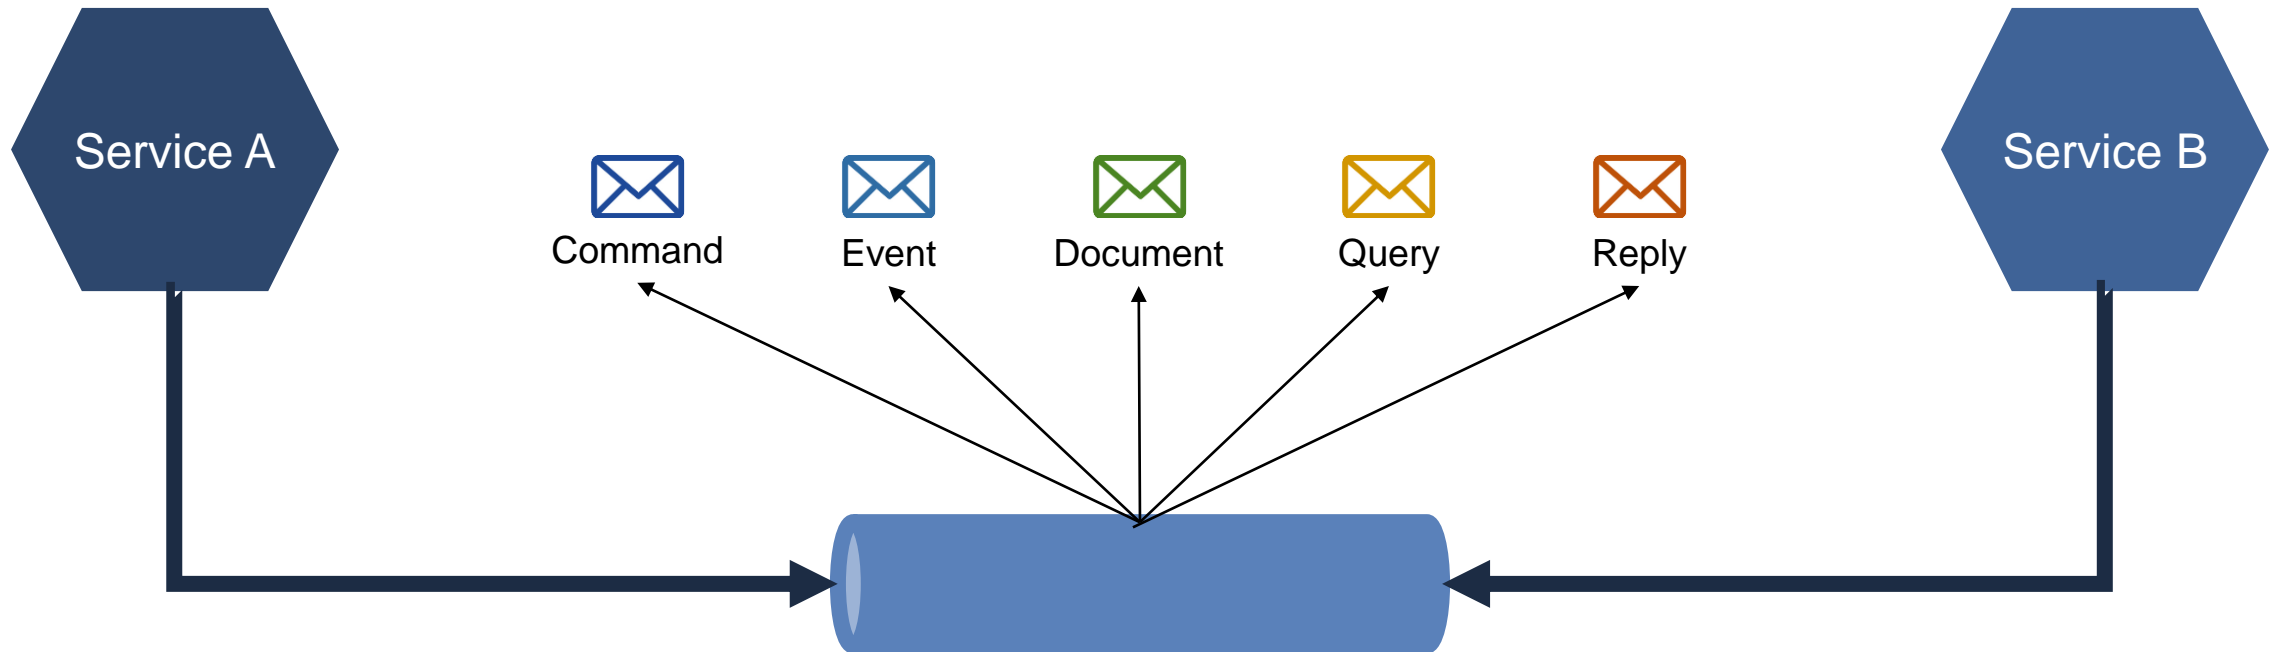 Service A
Service B
Command
Event
Document
Query
Reply